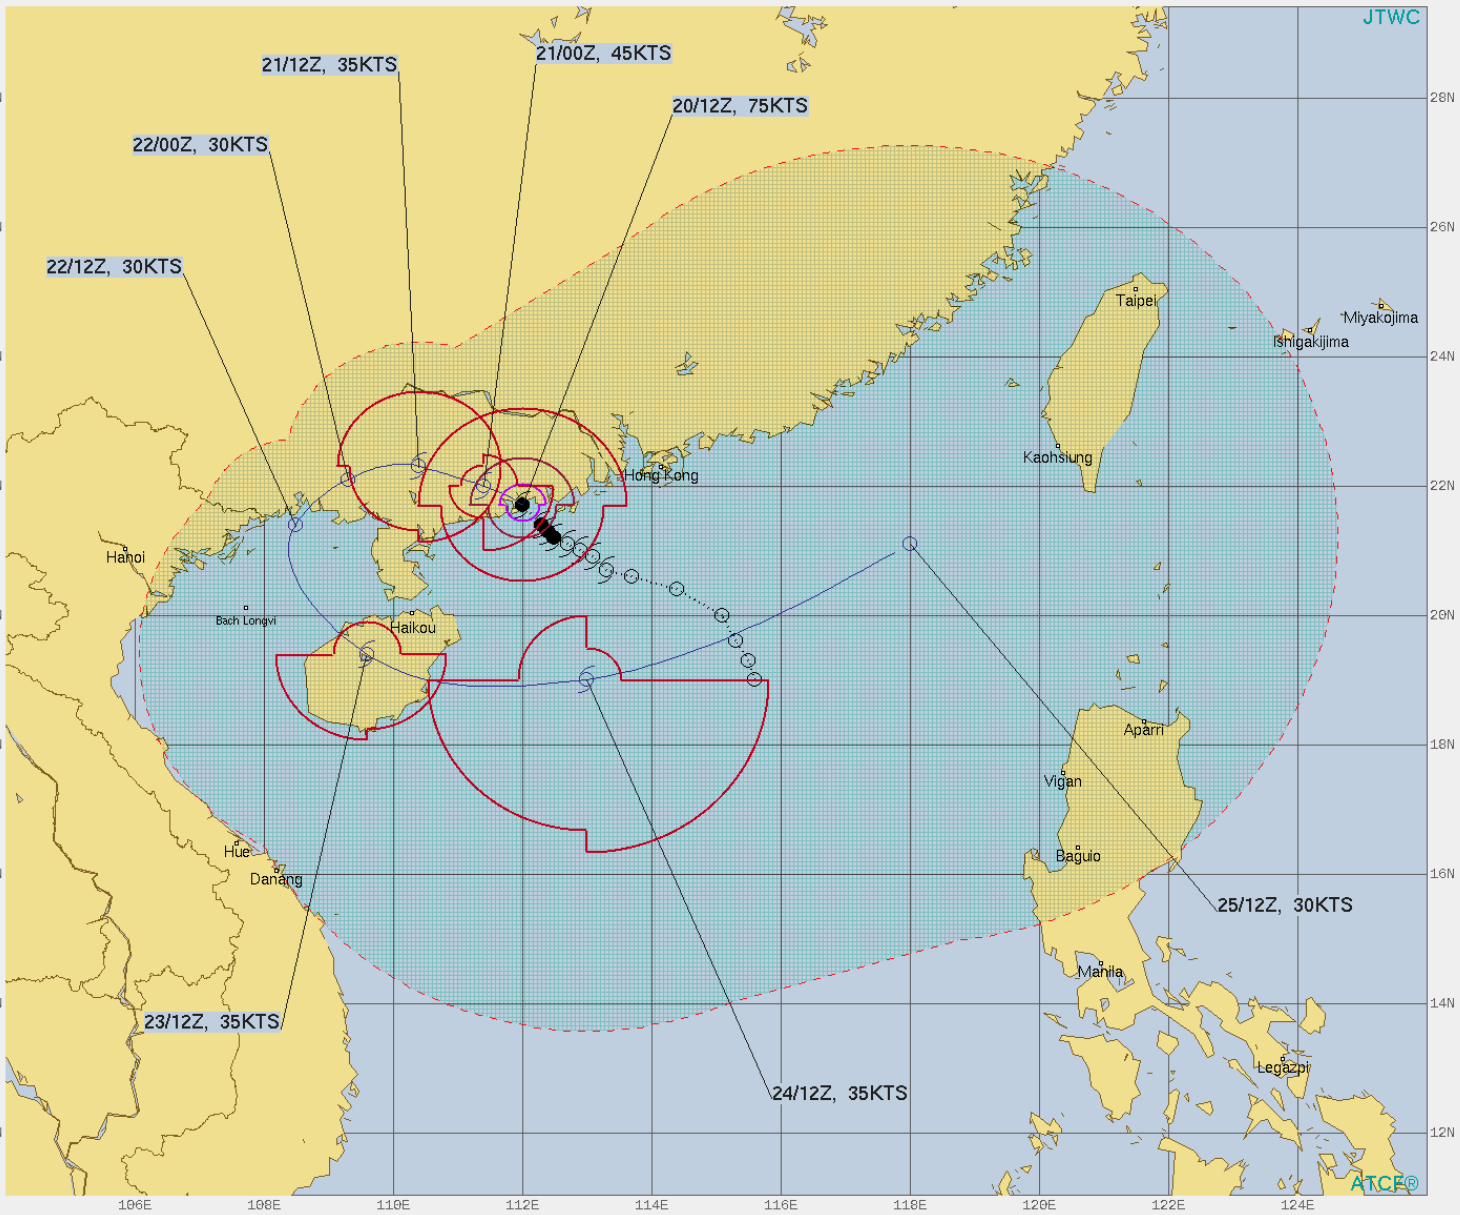 JTWC
21/00Z, 45KTS
21/12Z, 35KTS
28N
20/12Z, 75KTS
22/00Z, 30KTS
26N
22/12Z, 30KTS
Taipei
Miyakojima
Ishigakijima
24N
Kaohsiung
Hong Kong
22N
Hanoi
Bach Longvi
Haikou
20N
Aparri
18N
Vigan
Hue
Baguio
Danang
16N
25/12Z, 30KTS
Manila
14N
23/12Z, 35KTS
Legazpi
24/12Z, 35KTS
12N
ATCF®
106E 108E 110E 112E 114E 116E 118E 120E 122E 124E